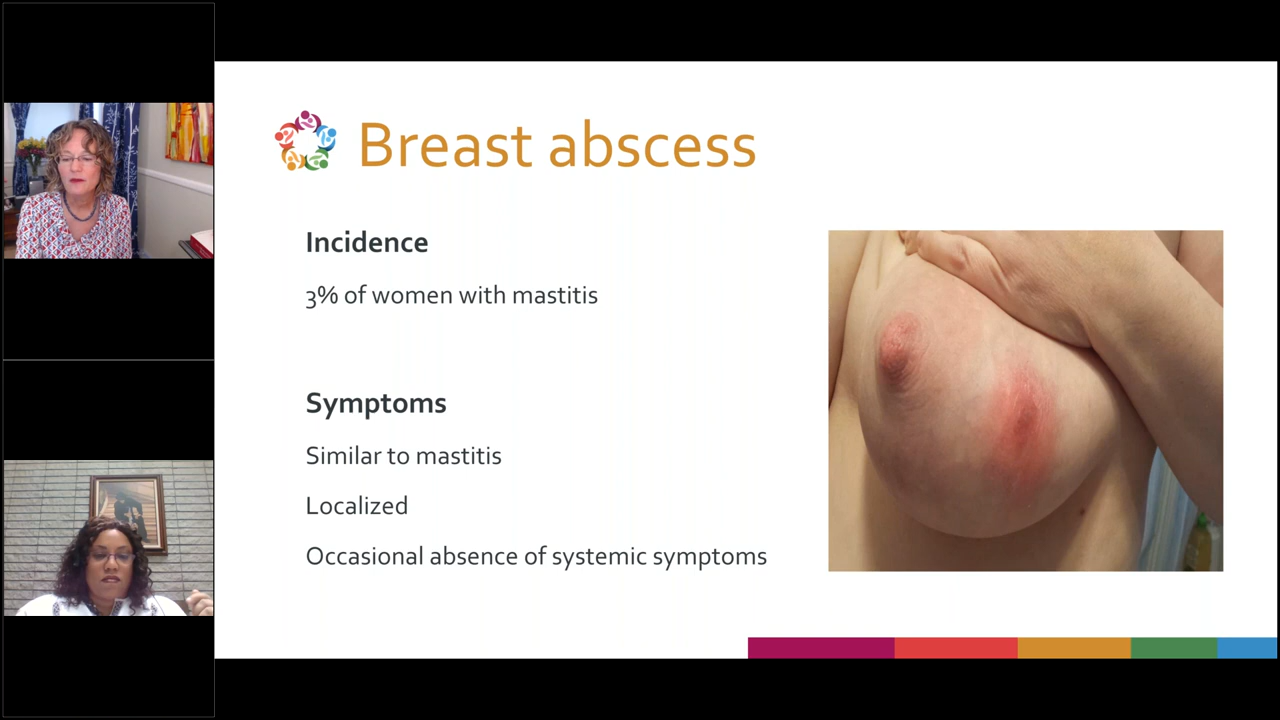 Breast abscess
Incidence
3% of women with mastitis
Symptoms
Similar to mastitis
Localized
Occasional absence of systemic symptoms